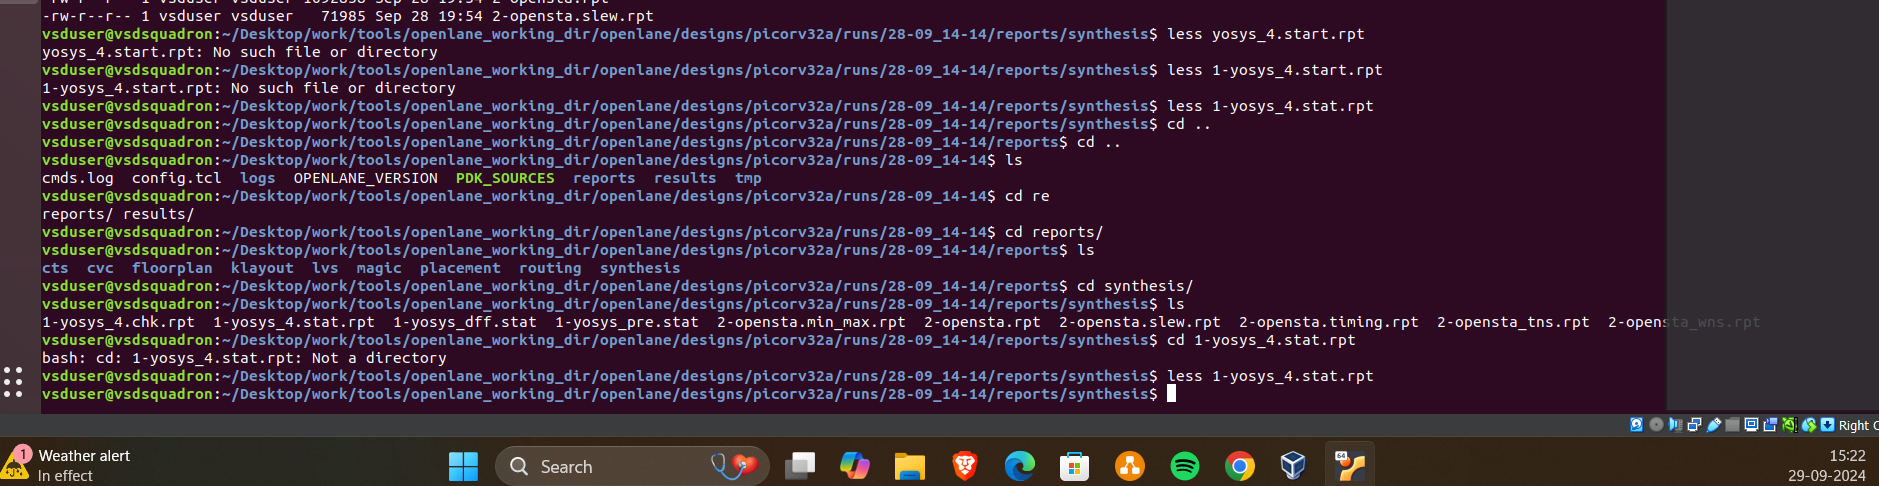 -rw-r--r-- 1 vsduser vsduser 1092858 Sep 28 19:54 2-opensta.rpt
-rw-r--r-- 1 vsduser vsduser   71985 Sep 28 19:54 2-opensta.slew.rpt
vsduser@vsdsquadron:~/Desktop/work/tools/openlane_working_dir/openlane/designs/picorv32a/runs/28-09_14-14/reports/synthesis$ less yosys_4.start.rpt
yosys_4.start.rpt: No such file or directory
vsduser@vsdsquadron:~/Desktop/work/tools/openlane_working_dir/openlane/designs/picorv32a/runs/28-09_14-14/reports/synthesis$ less 1-yosys_4.start.rpt
1-yosys_4.start.rpt: No such file or directory
vsduser@vsdsquadron:~/Desktop/work/tools/openlane_working_dir/openlane/designs/picorv32a/runs/28-09_14-14/reports/synthesis$ less 1-yosys_4.stat.rpt
vsduser@vsdsquadron:~/Desktop/work/tools/openlane_working_dir/openlane/designs/picorv32a/runs/28-09_14-14/reports/synthesis$ cd ..
vsduser@vsdsquadron:~/Desktop/work/tools/openlane_working_dir/openlane/designs/picorv32a/runs/28-09_14-14/reports$ cd ..
vsduser@vsdsquadron:~/Desktop/work/tools/openlane_working_dir/openlane/designs/picorv32a/runs/28-09_14-14$ ls
cmds.log  config.tcl  logs  OPENLANE_VERSION  PDK_SOURCES  reports  results  tmp
vsduser@vsdsquadron:~/Desktop/work/tools/openlane_working_dir/openlane/designs/picorv32a/runs/28-09_14-14$ cd re
reports/ results/
vsduser@vsdsquadron:~/Desktop/work/tools/openlane_working_dir/openlane/designs/picorv32a/runs/28-09_14-14$ cd reports/
vsduser@vsdsquadron:~/Desktop/work/tools/openlane_working_dir/openlane/designs/picorv32a/runs/28-09_14-14/reports$ ls
cts  cvc  floorplan  klayout  lvs  magic  placement  routing  synthesis
vsduser@vsdsquadron:~/Desktop/work/tools/openlane_working_dir/openlane/designs/picorv32a/runs/28-09_14-14/reports$ cd synthesis/
vsduser@vsdsquadron:~/Desktop/work/tools/openlane_working_dir/openlane/designs/picorv32a/runs/28-09_14-14/reports/synthesis$ ls
1-yosys_4.chk.rpt  1-yosys_4.stat.rpt  1-yosys_dff.stat  1-yosys_pre.stat  2-opensta.min_max.rpt  2-opensta.rpt  2-opensta.slew.rpt  2-opensta.timing.rpt  2-opensta_tns.rpt  2-opensta_wns.rpt
vsduser@vsdsquadron:~/Desktop/work/tools/openlane_working_dir/openlane/designs/picorv32a/runs/28-09_14-14/reports/synthesis$ cd 1-yosys_4.stat.rpt
bash: cd: 1-yosys_4.stat.rpt: Not a directory
vsduser@vsdsquadron:~/Desktop/work/tools/openlane_working_dir/openlane/designs/picorv32a/runs/28-09_14-14/reports/synthesis$ less 1-yosys_4.stat.rpt
vsduser@vsdsquadron:~/Desktop/work/tools/openlane_working_dir/openlane/designs/picorv32a/runs/28-09_14-14/reports/synthesis$
Right C
1
Weather alert
In effect
Search
64
15:22
29-09-2024